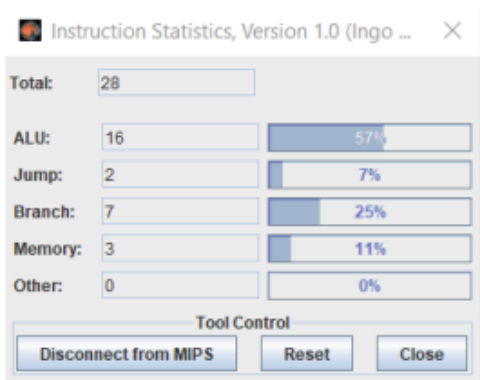 Instruction Statistics, Version 1.0 (Ingo ...
Total: 28
ALU: 16 57%
Jump: 2 7%
Branch: 7 25%
Memory: 3 11%
Other: 0 0%
Tool Control
Disconnect from MIPS Reset Close